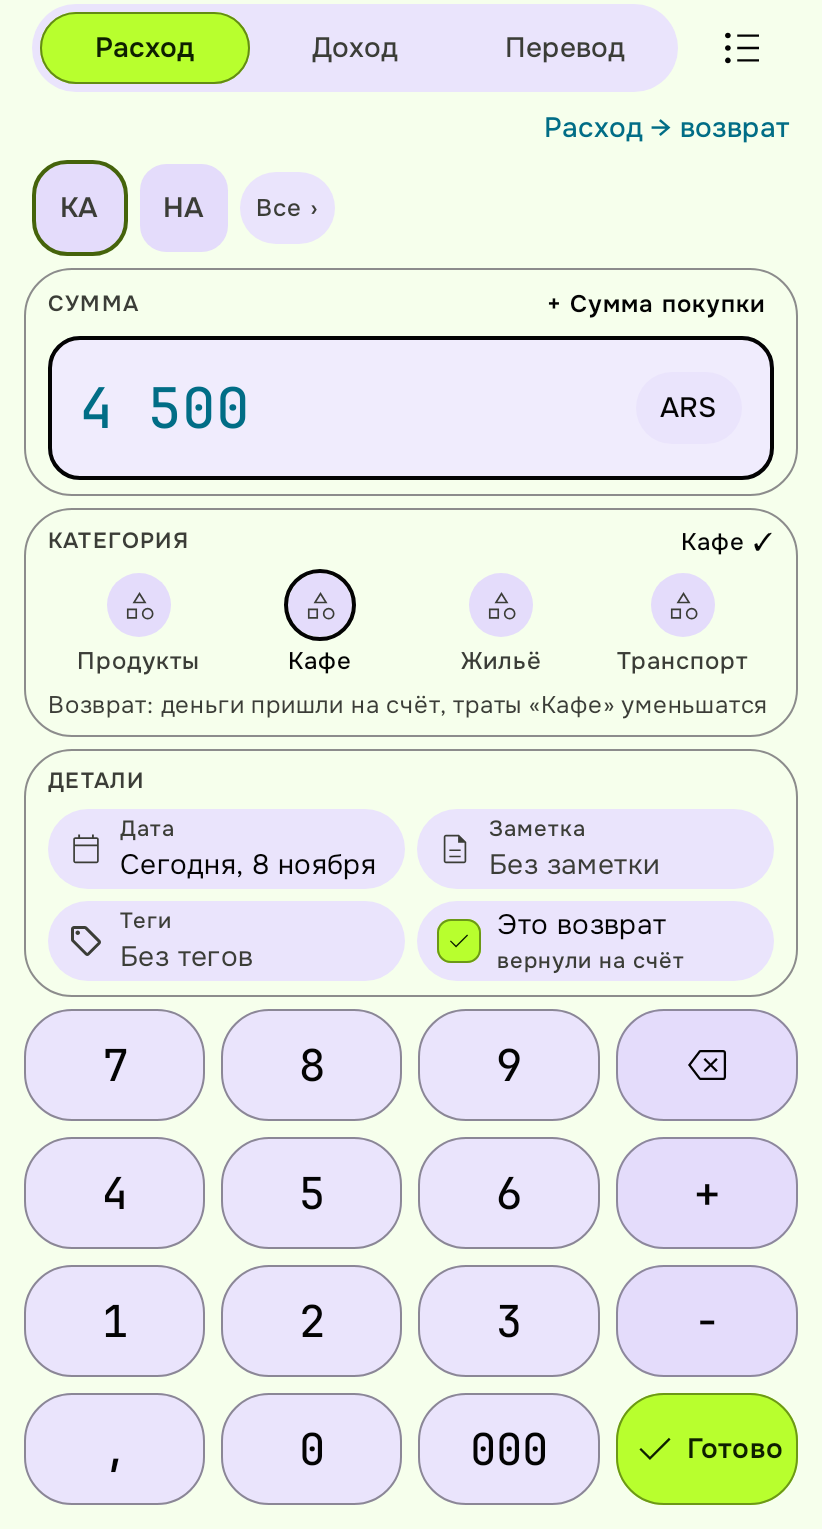 Расход Доход Перевод
Расход → возврат
КА НА Все ›
СУММА + Сумма покупки
4 500 ARS
КАТЕГОРИЯ Кафе ✓
Продукты Кафе Жильё Транспорт
Возврат: деньги пришли на счёт, траты «Кафе» уменьшатся
ДЕТАЛИ
Дата
Сегодня, 8 ноября
Заметка
Без заметки
Теги
Без тегов
Это возврат
вернули на счёт
7 8 9
4 5 6 +
1 2 3 -
, 0 000 Готово